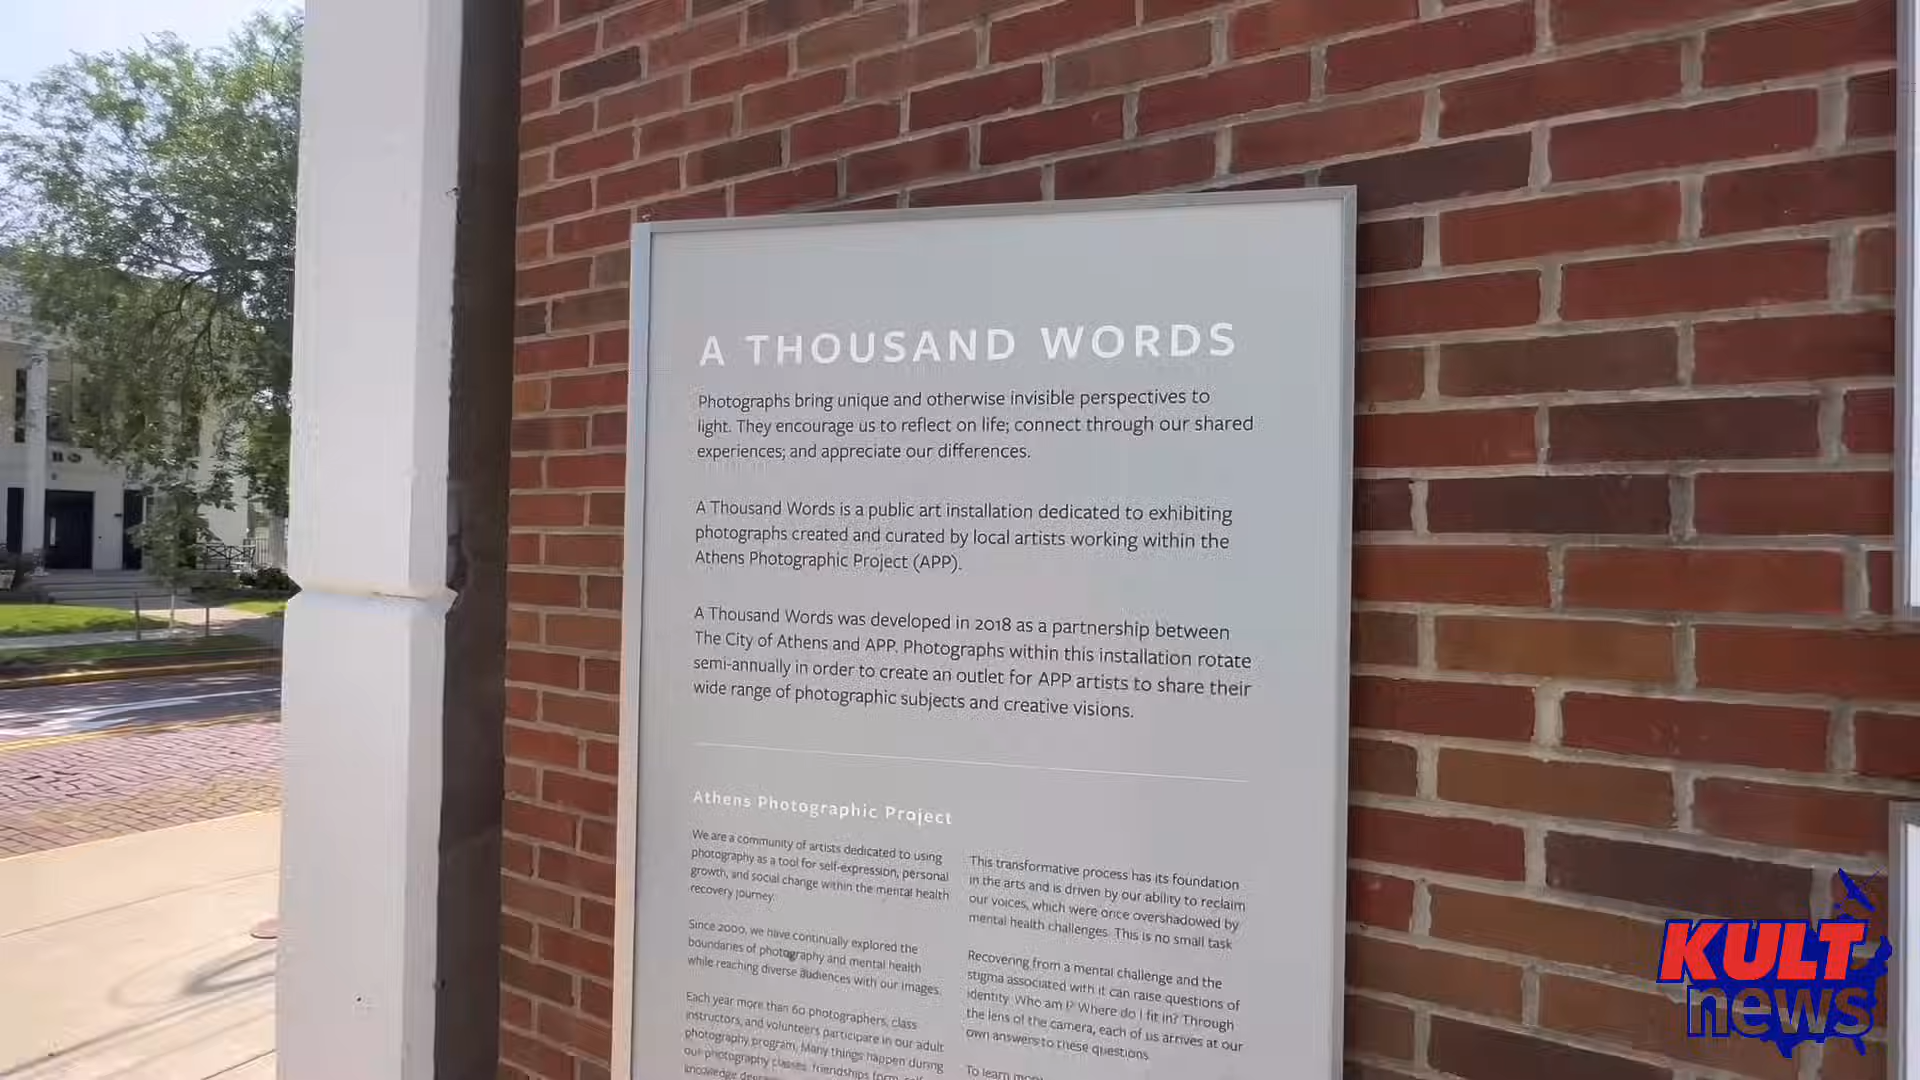 A THOUSAND WORDS
Photographs bring unique and otherwise invisible perspectives to
light. They encourage us to reflect on life; connect through our shared
experiences; and appreciate our differences.
A Thousand Words is a public art installation dedicated to exhibiting
photographs created and curated by local artists working within the
Athens Photographic Project (APP).
A Thousand Words was developed in 2018 as a partnership between
The City of Athens and APP. Photographs within this installation rotate
semi-annually in order to create an outlet for APP artists to share their
wide range of photographic subjects and creative visions.
Athens Photographic Project
We are a community of artists dedicated to using
photography as a tool for self-expression, personal
growth, and social change within the mental health
recovery journey.
Since 2000, we have continually explored the
boundaries of photography and mental health
while reaching diverse audiences with our images.
Each year more than 60 photographers, class
instructors, and volunteers participate in our adult
photography program. Many things happen during
our photography classes: friendships form,
knowledge
This transformative process has its foundation
in the arts and is driven by our ability to reclaim
our voices, which were once overshadowed by
mental health challenges. This is no small task
Recovering from a mental challenge and the
stigma associated with it can raise questions of
identity. Who am I? Where do I fit in? Through
the lens of the camera, each of us arrives at our
own answers to these questions
To learn more
KULT
news